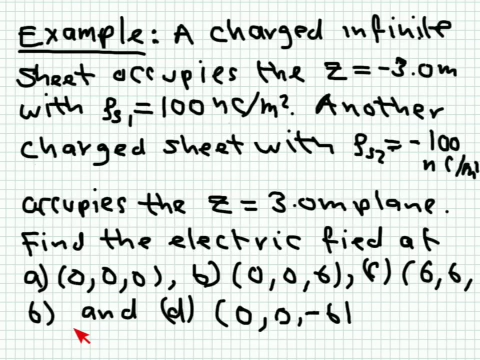 Example: A charged infinite
sheet occupies the z = -3.0m
with ρs1 = 100 nC/m². Another
charged sheet with ρs2 = -100
nC/m²
occupies the z = 3.0m plane.
Find the electric fied at
a) (0,0,0), b) (0,0,6), (c) (6,6,
6) and (d) (0,0,-6)